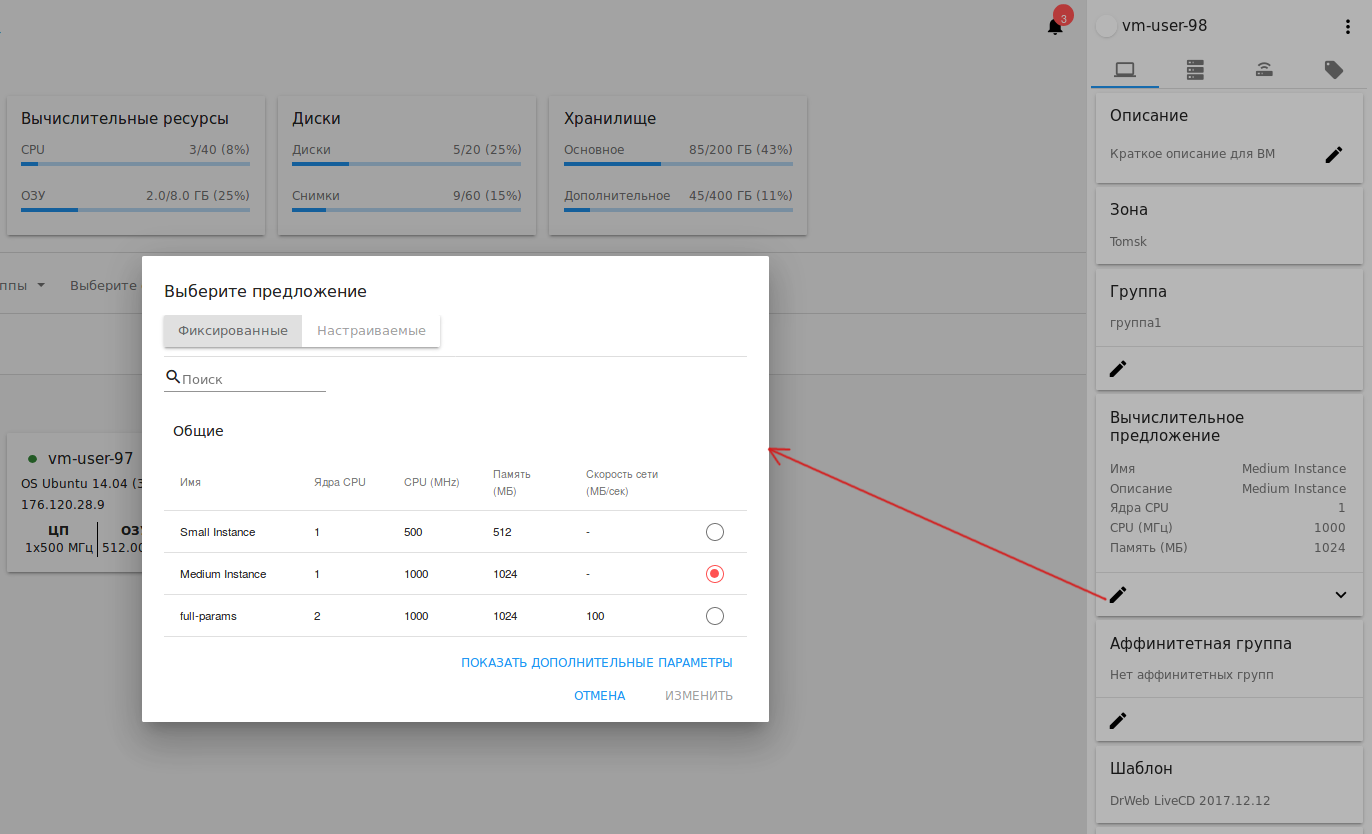 3
Вычислительные ресурсы
CPU 3/40 (8%)
ОЗУ 2.0/8.0 ГБ (25%)
Диски
Диски 5/20 (25%)
Снимки 9/60 (15%)
Хранилище
Основное 85/200 ГБ (43%)
Дополнительное 45/400 ГБ (11%)
ппы Выберите
vm-user-97
OS Ubuntu 14.04 (3
176.120.28.9
ЦП ОЗУ
1x500 МГц 512.00
Выберите предложение
Фиксированные Настраиваемые
Поиск
Общие
Имя Ядра CPU CPU (MHz) Память (МБ) Скорость сети (МБ/сек)
Small Instance 1 500 512 -
Medium Instance 1 1000 1024 -
full-params 2 1000 1024 100
ПОКАЗАТЬ ДОПОЛНИТЕЛЬНЫЕ ПАРАМЕТРЫ
ОТМЕНА ИЗМЕНИТЬ
vm-user-98
Описание
Краткое описание для ВМ
Зона
Tomsk
Группа
группа1
Вычислительное
предложение
Имя Medium Instance
Описание Medium Instance
Ядра CPU 1
CPU (МГц) 1000
Память (МБ) 1024
Аффинитетная группа
Нет аффинитетных групп
Шаблон
DrWeb LiveCD 2017.12.12